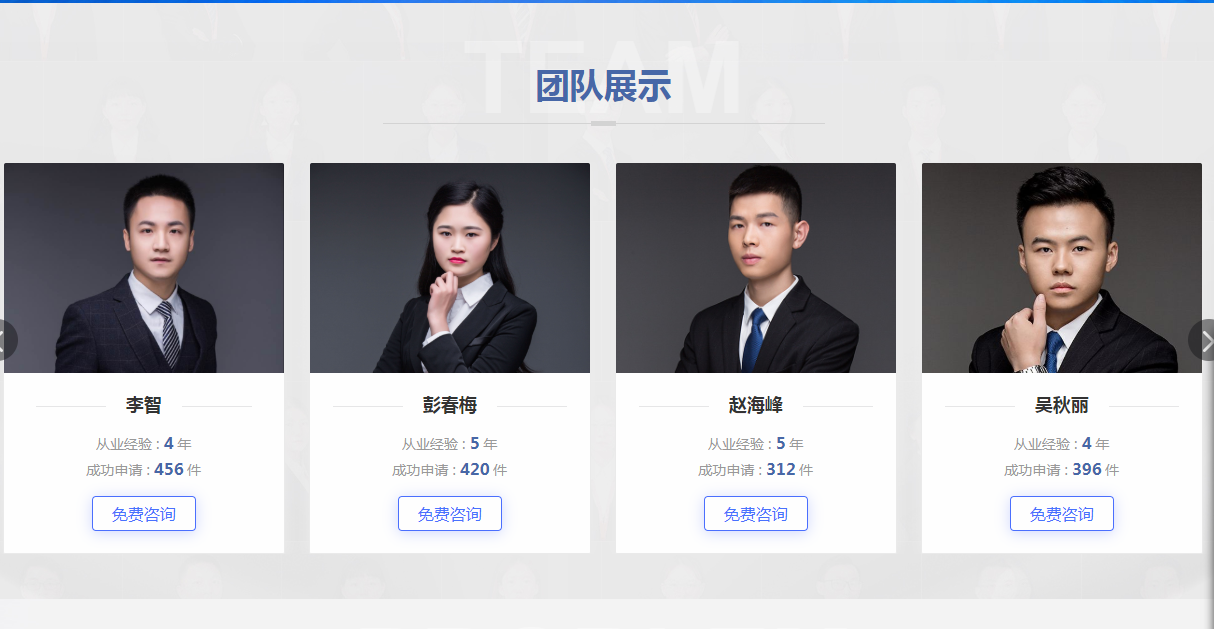 TEAM
团队展示
李智
从业经验 : 4 年
成功申请 : 456 件
免费咨询
彭春梅
从业经验 : 5 年
成功申请 : 420 件
免费咨询
赵海峰
从业经验 : 5 年
成功申请 : 312 件
免费咨询
吴秋丽
从业经验 : 4 年
成功申请 : 396 件
免费咨询